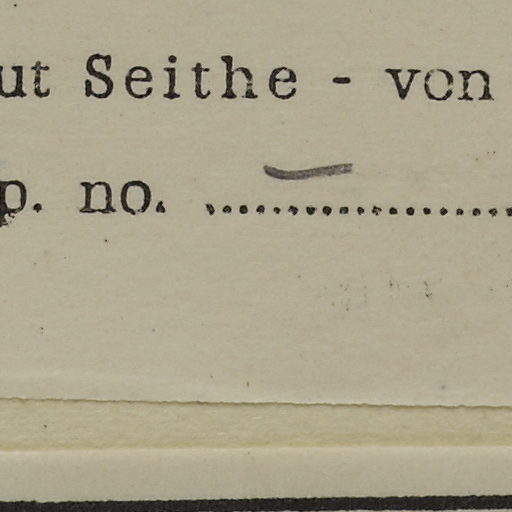 ut Seithe - von
p. no. ......................